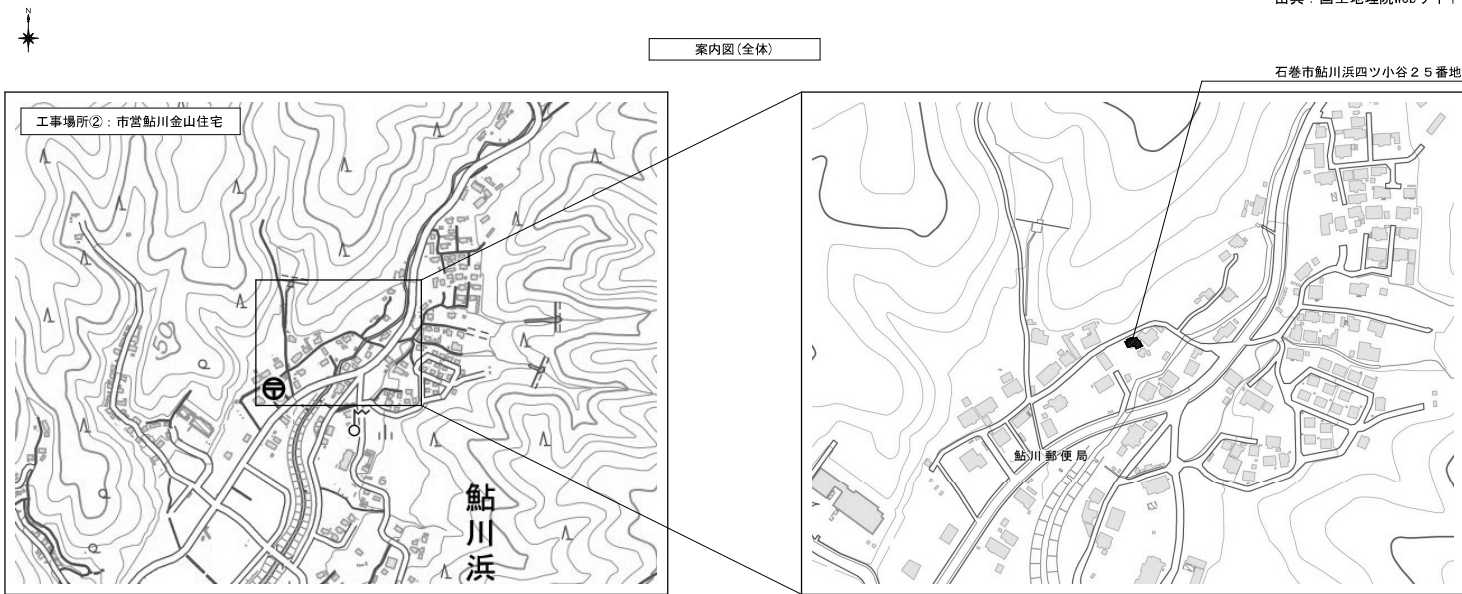 N
出典：国土地理院Webサイト
案内図(全体)
石巻市鮎川浜四ツ小谷２５番地
工事場所②：市営鮎川金山住宅
50
鮎川浜
鮎川郵便局